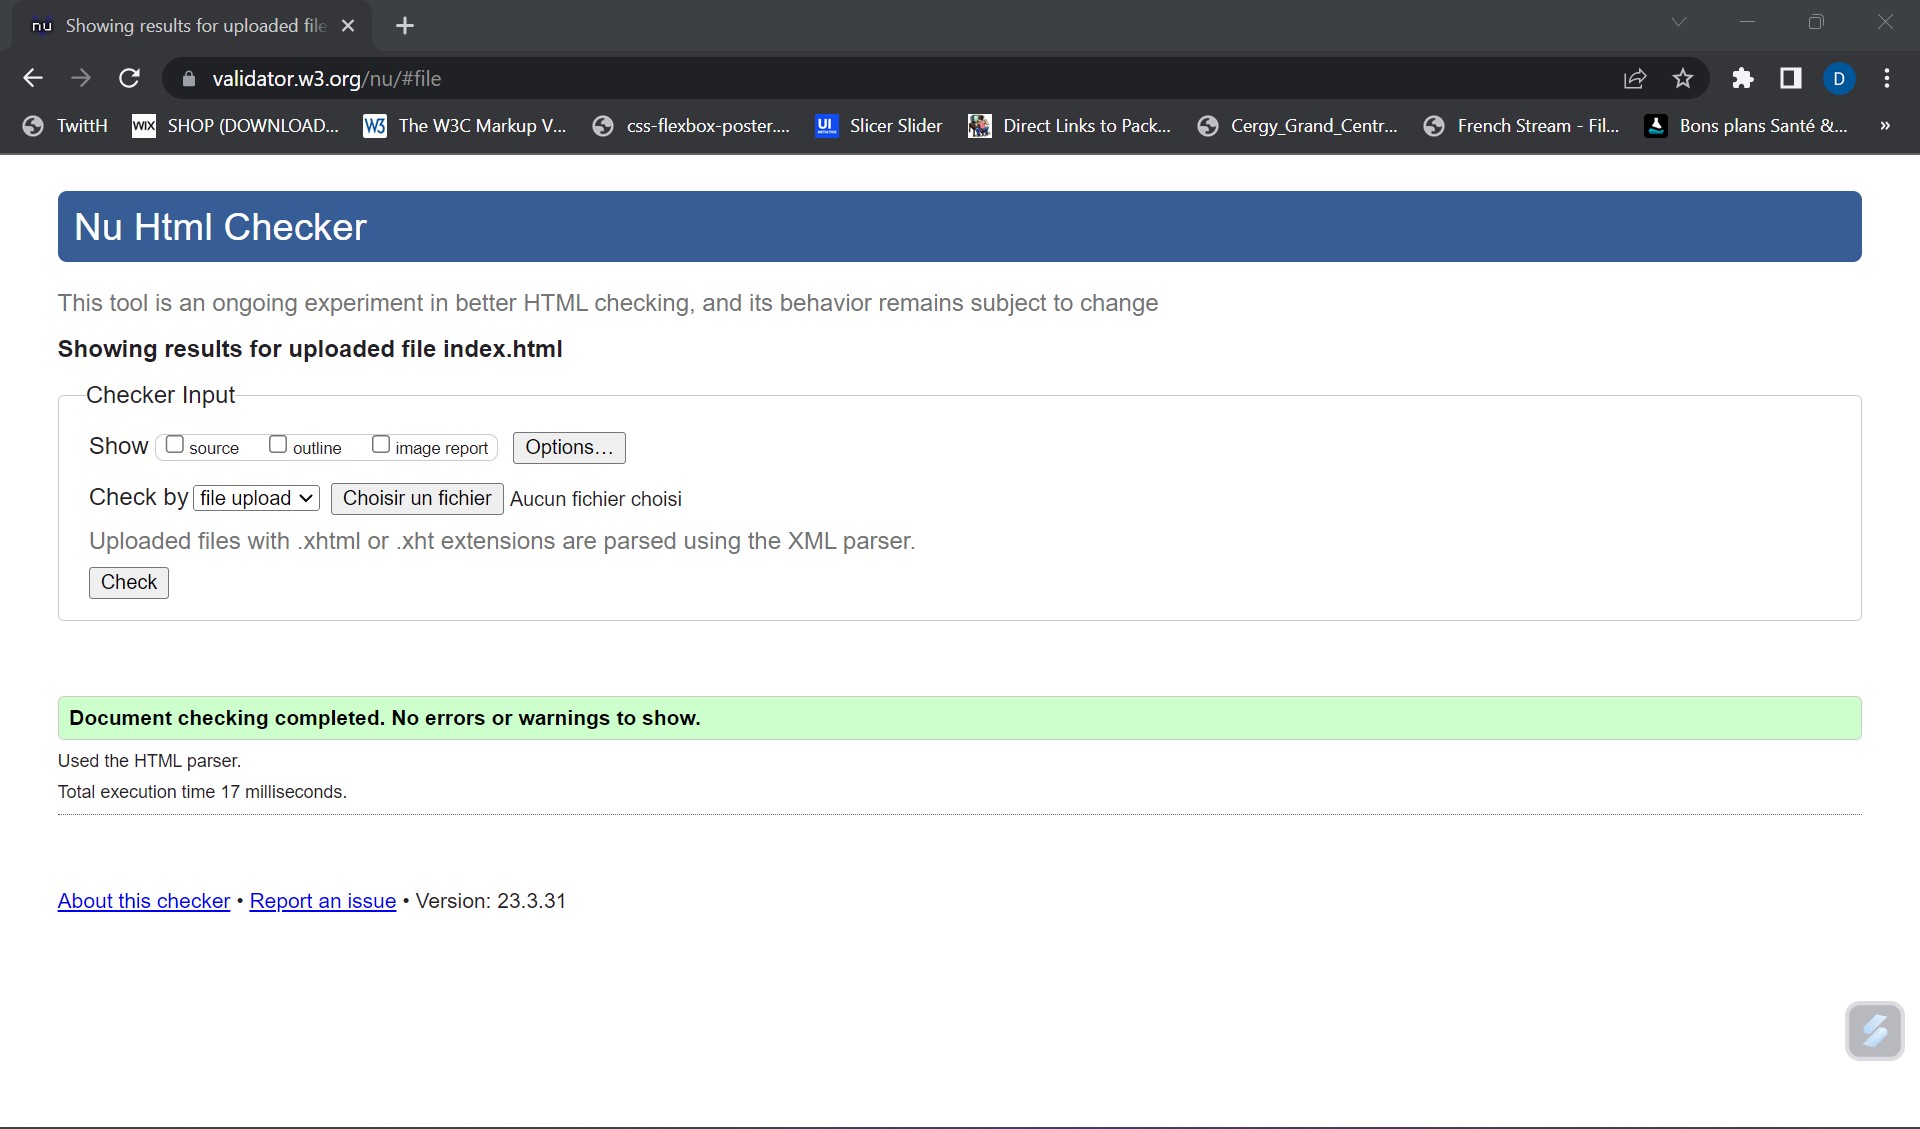 nu Showing results for uploaded file
validator.w3.org/nu/#file D
TwittH WIX SHOP (DOWNLOAD... W3 The W3C Markup V... css-flexbox-poster.... UI Slicer Slider Direct Links to Pack... Cergy_Grand_Centr... French Stream - Fil... Bons plans Santé &... »
Nu Html Checker
This tool is an ongoing experiment in better HTML checking, and its behavior remains subject to change
Showing results for uploaded file index.html
Checker Input
Show source outline image report Options...
Check by file upload Choisir un fichier Aucun fichier choisi
Uploaded files with .xhtml or .xht extensions are parsed using the XML parser.
Check
Document checking completed. No errors or warnings to show.
Used the HTML parser.
Total execution time 17 milliseconds.
About this checker • Report an issue • Version: 23.3.31